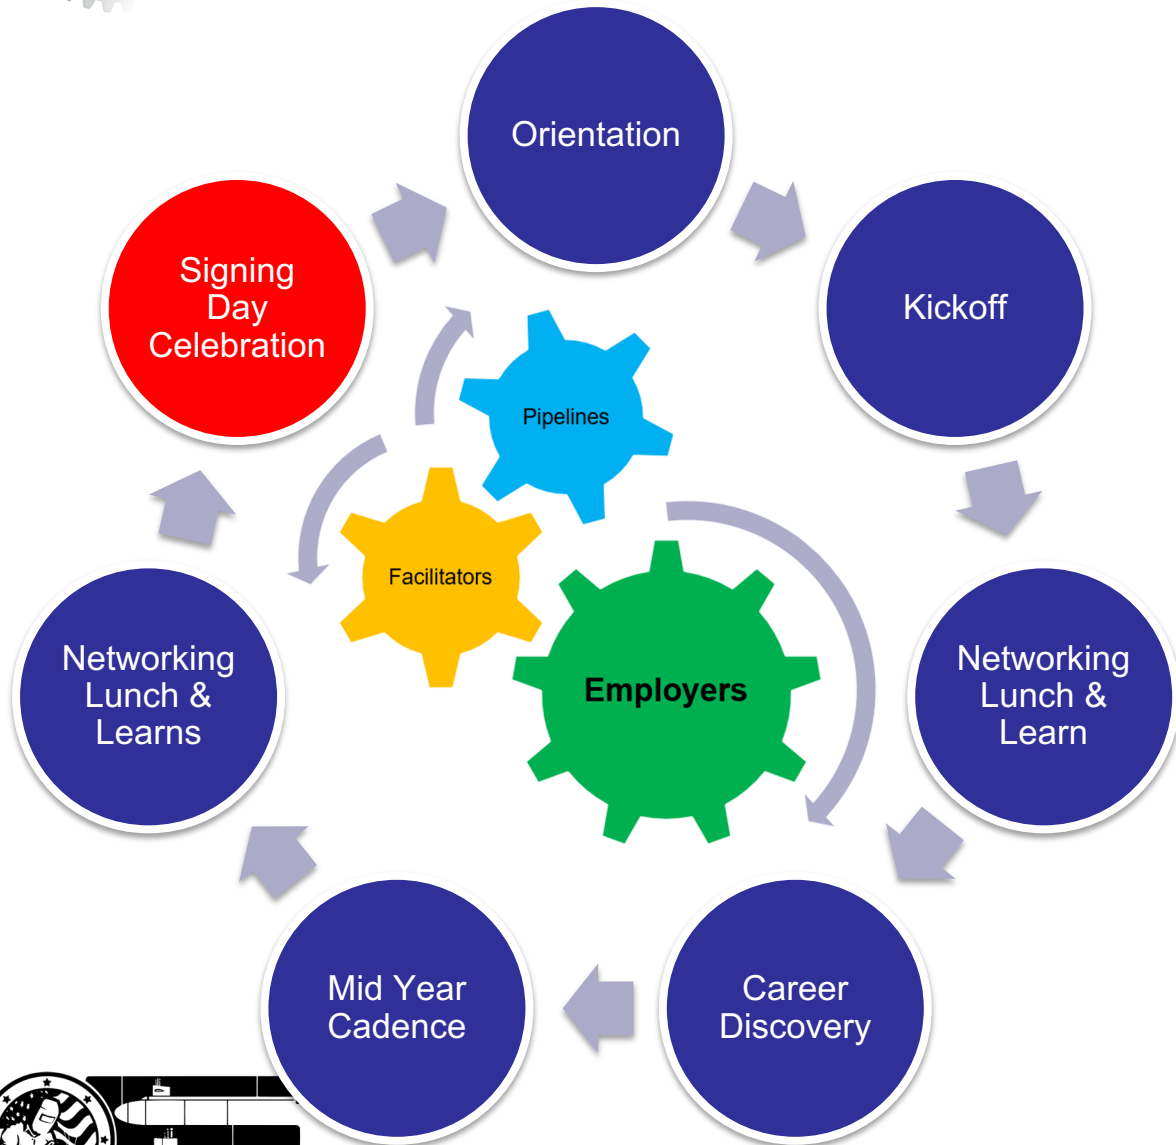 Orientation
Kickoff
Signing
Day
Celebration
Pipelines
Facilitators
Employers
Networking
Lunch &
Learn
Career
Discovery
Mid Year
Cadence
Networking
Lunch &
Learns